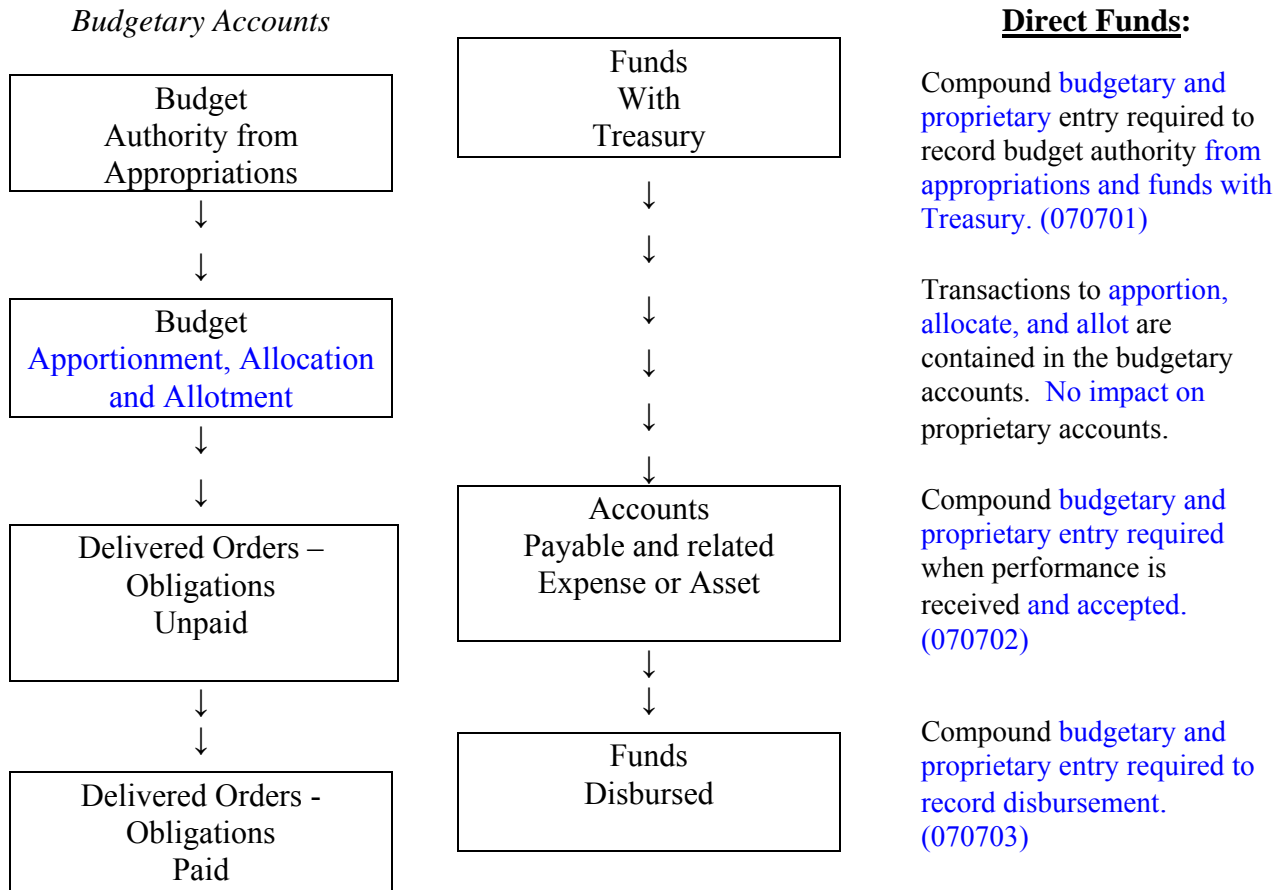 Budgetary Accounts
Budget
Authority from
Appropriations
↓
↓
Budget
Apportionment, Allocation
and Allotment
↓
↓
Delivered Orders –
Obligations
Unpaid
↓
↓
Delivered Orders -
Obligations
Paid
Funds
With
Treasury
↓
↓
↓
↓
↓
↓
Accounts
Payable and related
Expense or Asset
↓
↓
Funds
Disbursed
Direct Funds:
Compound budgetary and
proprietary entry required to
record budget authority from
appropriations and funds with
Treasury. (070701)
Transactions to apportion,
allocate, and allot are
contained in the budgetary
accounts.  No impact on
proprietary accounts.
Compound budgetary and
proprietary entry required
when performance is
received and accepted.
(070702)
Compound budgetary and
proprietary entry required to
record disbursement.
(070703)